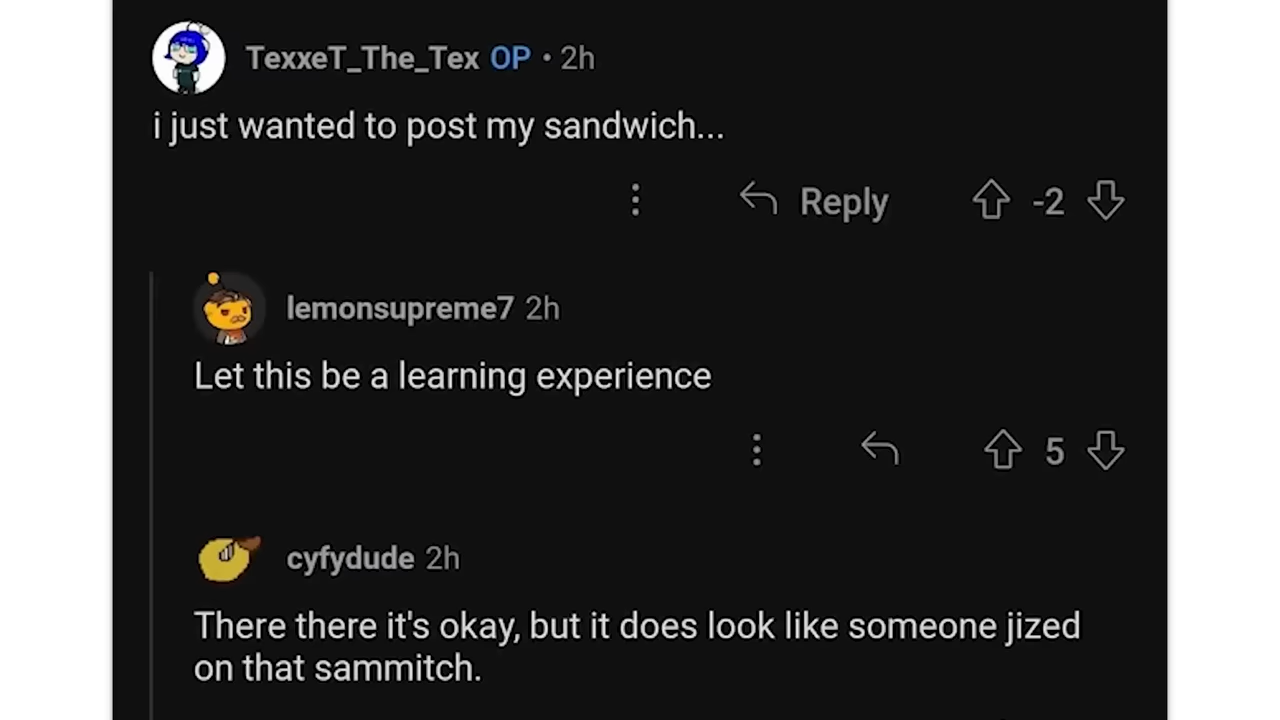 TexxeT_The_Tex OP • 2h
i just wanted to post my sandwich...
Reply -2
lemonsupreme7 2h
Let this be a learning experience
5
cyfydude 2h
There there it's okay, but it does look like someone jized
on that sammitch.